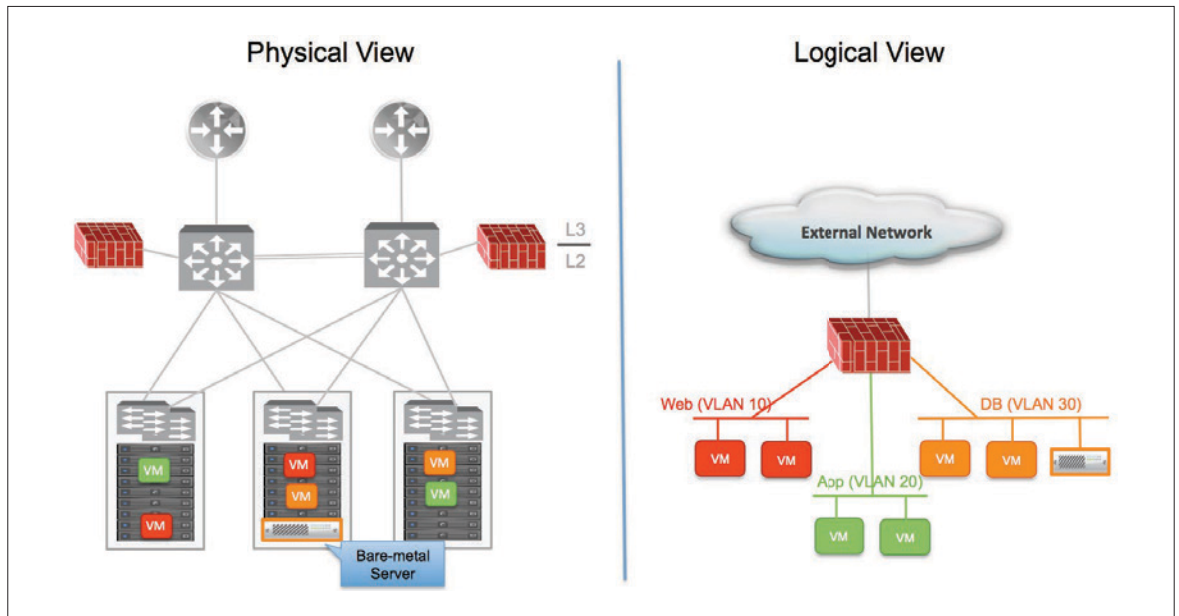 Physical View
Logical View
L3
L2
External Network
Web (VLAN 10)
DB (VLAN 30)
VM
VM
VM
VM
App (VLAN 20)
VM
VM
VM
VM
VM
VM
VM
VM
Bare-metal
Server